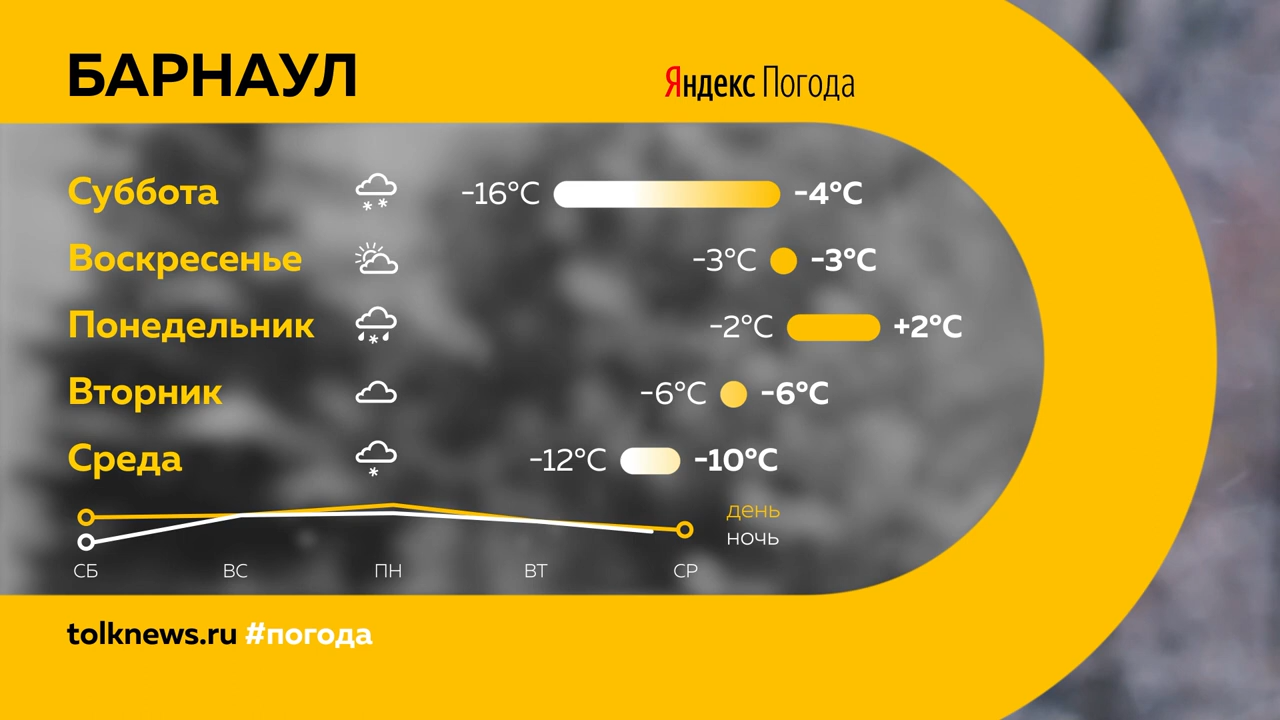 БАРНАУЛ
Яндекс Погода
Суббота -16°C -4°C
Воскресенье -3°C -3°C
Понедельник -2°C +2°C
Вторник -6°C -6°C
Среда -12°C -10°C
день
ночь
СБ ВС ПН ВТ СР
tolknews.ru #погода